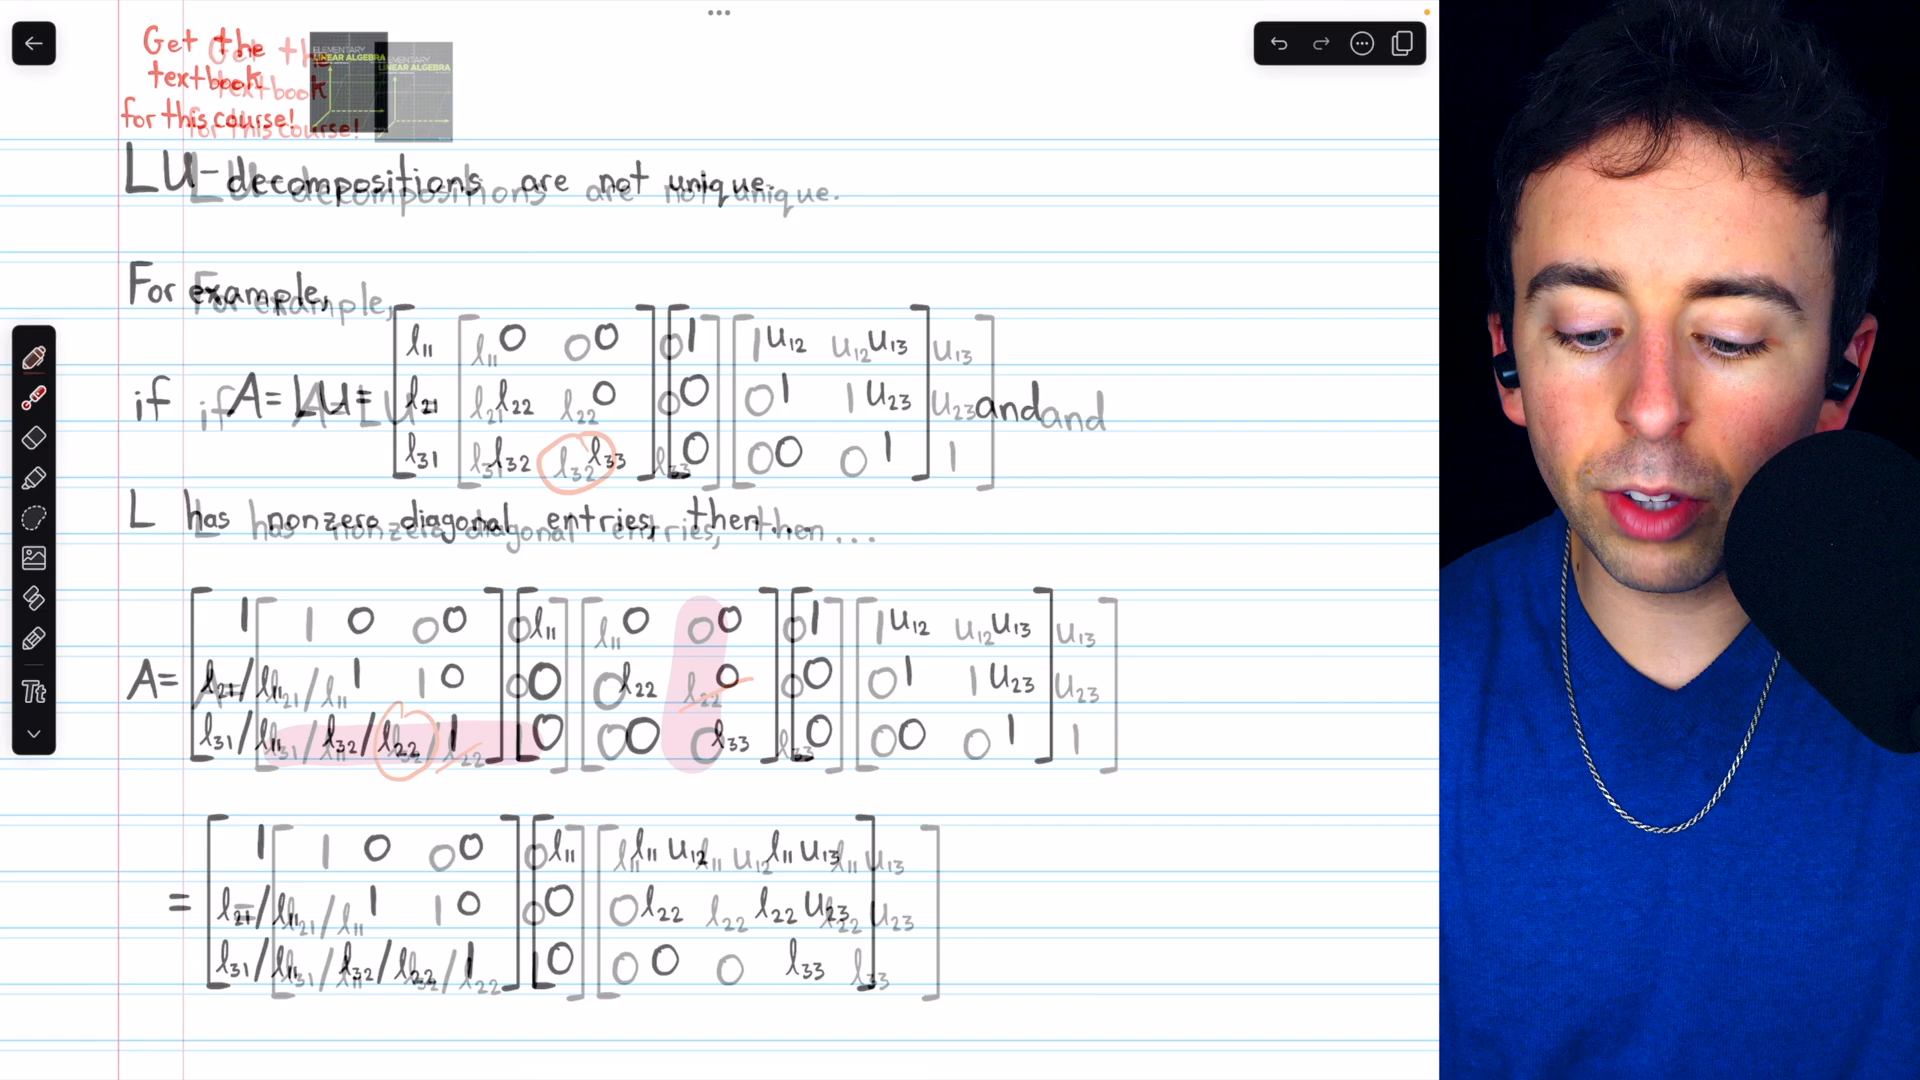 Get the
textbook
for this course!
ELEMENTARY
LINEAR ALGEBRA
LU-decompositions are not unique.
For example,
if A = LU = [ l₁₁ 0 0 ] [ 1 u₁₂ u₁₃ ]
[ l₂₁ l₂₂ 0 ] [ 0 1 u₂₃ ] and
[ l₃₁ l₃₂ l₃₃ ] [ 0 0 1 ]
L has nonzero diagonal entries, then...
[ 1 0 0 ] [ l₁₁ 0 0 ] [ 1 u₁₂ u₁₃ ]
A = [ l₂₁/l₁₁ 1 0 ] [ 0 l₂₂ 0 ] [ 0 1 u₂₃ ]
[ l₃₁/l₁₁ l₃₂/l₂₂ 1 ] [ 0 0 l₃₃ ] [ 0 0 1 ]
[ 1 0 0 ] [ l₁₁ l₁₁u₁₂ l₁₁u₁₃ ]
= [ l₂₁/l₁₁ 1 0 ] [ 0 l₂₂ l₂₂u₂₃ ]
[ l₃₁/l₁₁ l₃₂/l₂₂ 1 ] [ 0 0 l₃₃ ]
Tt